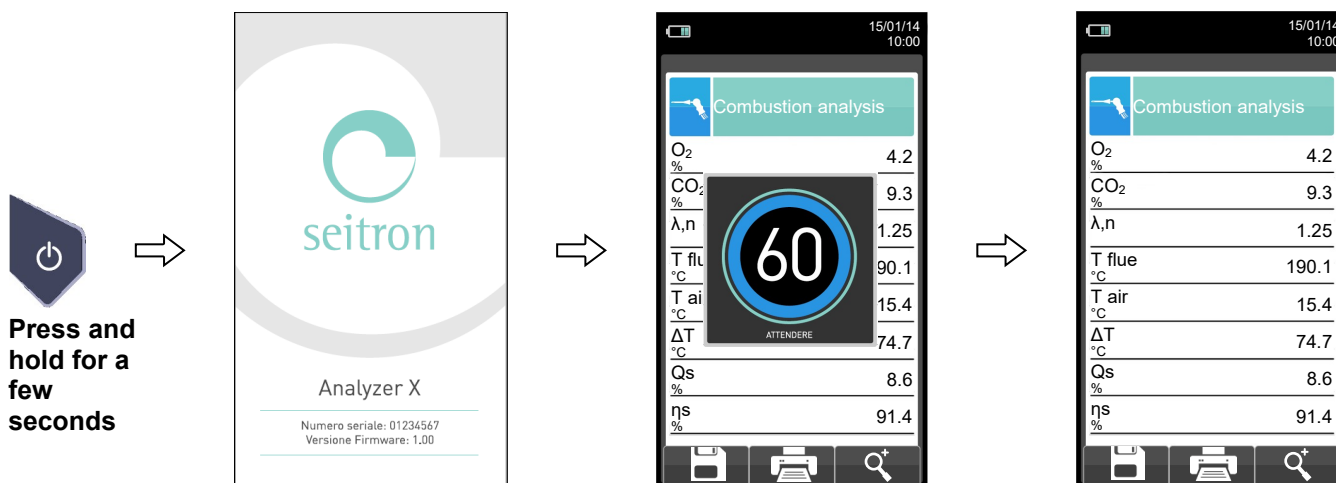 Press and
hold for a
few
seconds
seitron
Analyzer X
Numero seriale: 01234567
Versione Firmware: 1.00
15/01/14
10:00
Combustion analysis
O₂ 4.2
%
CO₂ 9.3
%
λ,n 1.25
T flu 90.1
°C
T ai 15.4
°C
ΔT 74.7
°C
Qs 8.6
%
ηs 91.4
%
60
ATTENDERE
15/01/14
10:00
Combustion analysis
O₂ 4.2
%
CO₂ 9.3
%
λ,n 1.25
T flue 190.1
°C
T air 15.4
°C
ΔT 74.7
°C
Qs 8.6
%
ηs 91.4
%